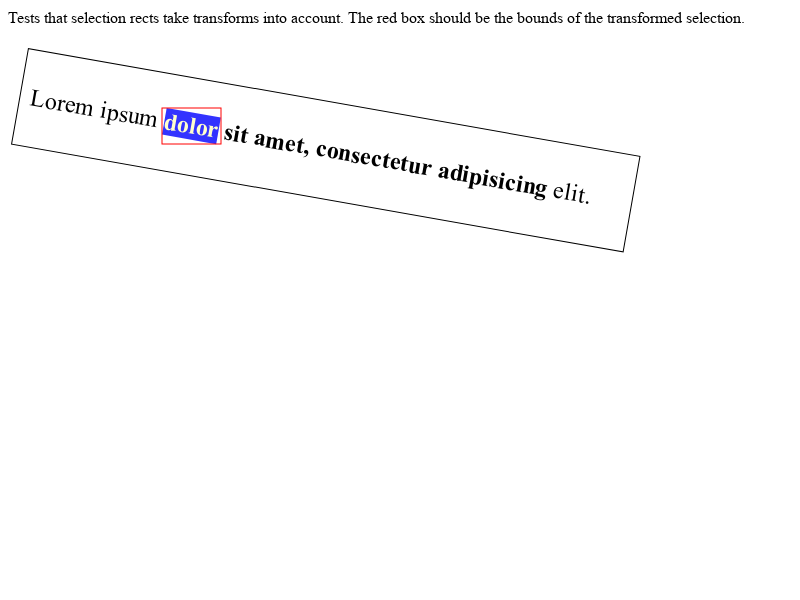 Tests that selection rects take transforms into account. The red box should be the bounds of the transformed selection.
Lorem ipsum dolor sit amet, consectetur adipisicing elit.